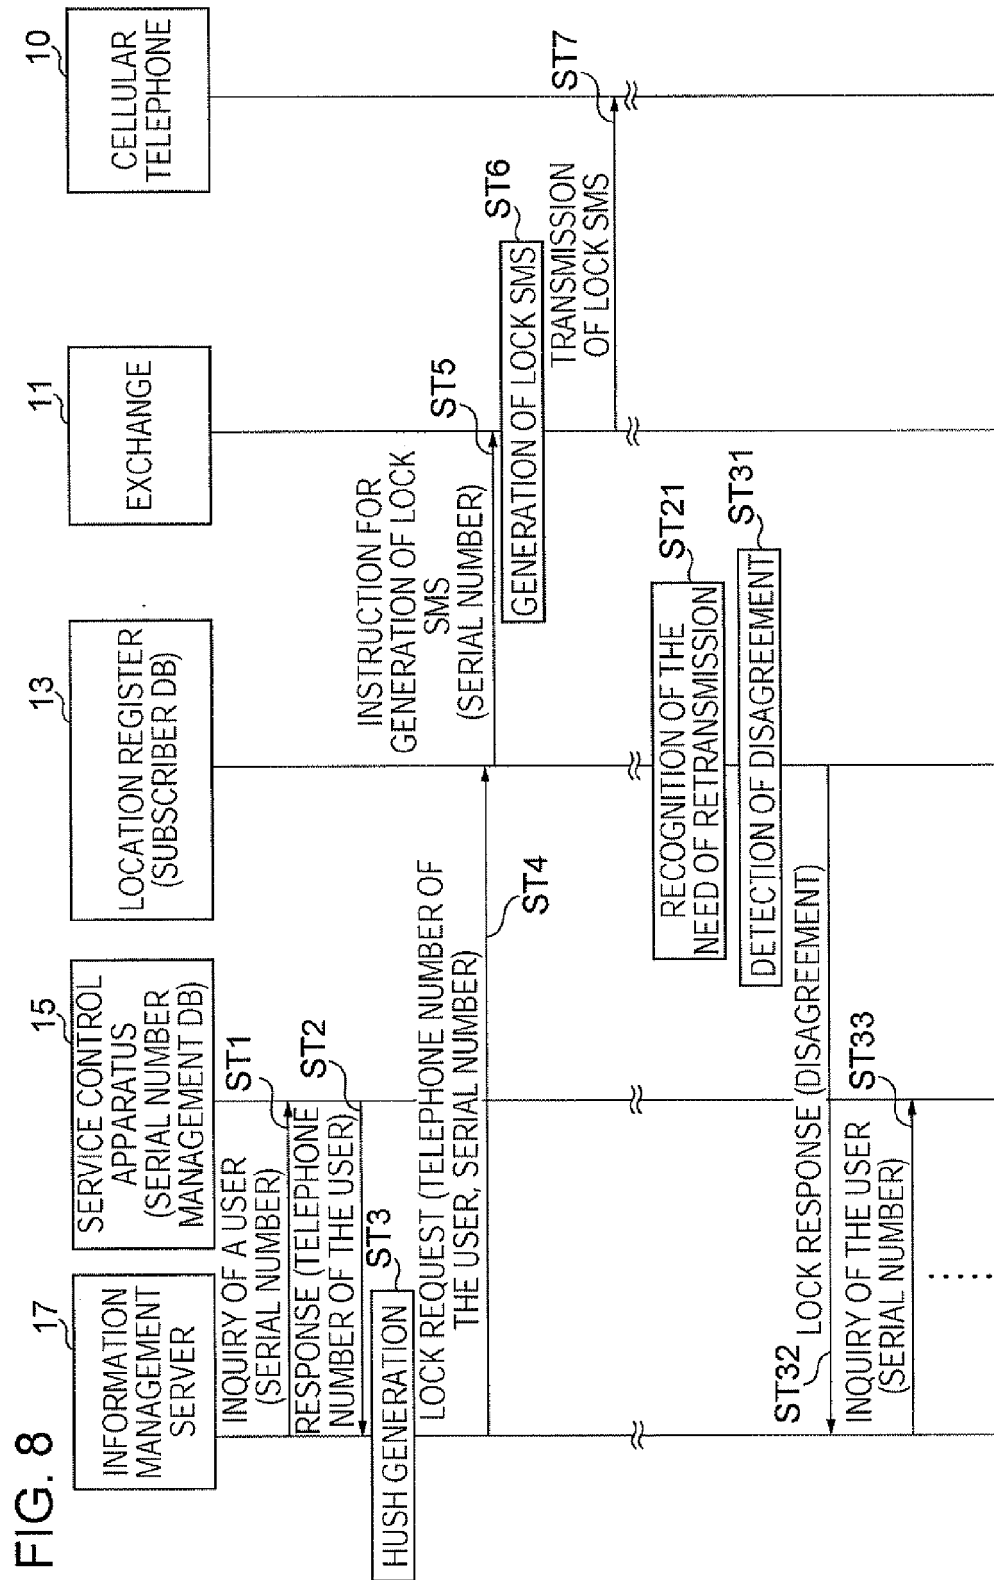 FIG. 8
17
INFORMATION
MANAGEMENT
SERVER
15
SERVICE CONTROL
APPARATUS
(SERIAL NUMBER
MANAGEMENT DB)
13
LOCATION REGISTER
(SUBSCRIBER DB)
11
EXCHANGE
10
CELLULAR
TELEPHONE
INQUIRY OF A USER
(SERIAL NUMBER)
ST1
RESPONSE (TELEPHONE
NUMBER OF THE USER)
ST2
HUSH GENERATION
ST3
LOCK REQUEST (TELEPHONE NUMBER OF
THE USER, SERIAL NUMBER)
ST4
INSTRUCTION FOR
GENERATION OF LOCK
SMS
(SERIAL NUMBER)
ST5
GENERATION OF LOCK SMS
ST6
TRANSMISSION
OF LOCK SMS
ST7
RECOGNITION OF THE
NEED OF RETRANSMISSION
ST21
DETECTION OF DISAGREEMENT
ST31
ST32
LOCK RESPONSE (DISAGREEMENT)
INQUIRY OF THE USER
(SERIAL NUMBER)
ST33
......